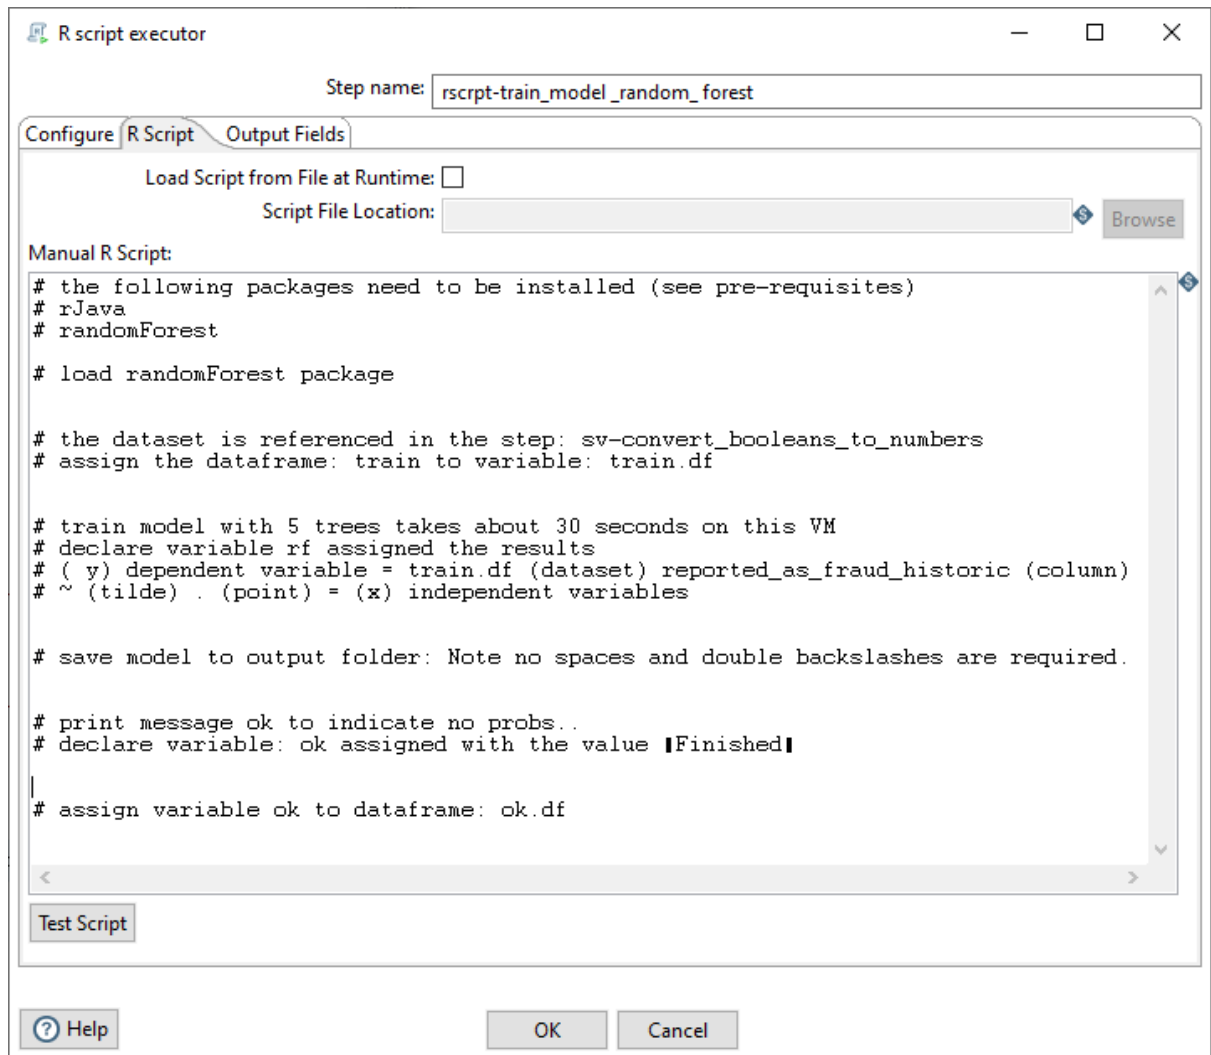 R script executor
Step name: rscrpt-train_model _random_ forest
Configure R Script Output Fields
Load Script from File at Runtime:
Script File Location: Browse
Manual R Script:
# the following packages need to be installed (see pre-requisites)
# rJava
# randomForest
# load randomForest package
# the dataset is referenced in the step: sv-convert_booleans_to_numbers
# assign the dataframe: train to variable: train.df
# train model with 5 trees takes about 30 seconds on this VM
# declare variable rf assigned the results
# ( y) dependent variable = train.df (dataset) reported_as_fraud_historic (column)
# ~ (tilde) . (point) = (x) independent variables
# save model to output folder: Note no spaces and double backslashes are required.
# print message ok to indicate no probs..
# declare variable: ok assigned with the value ▐Finished▐
# assign variable ok to dataframe: ok.df
Test Script
Help OK Cancel